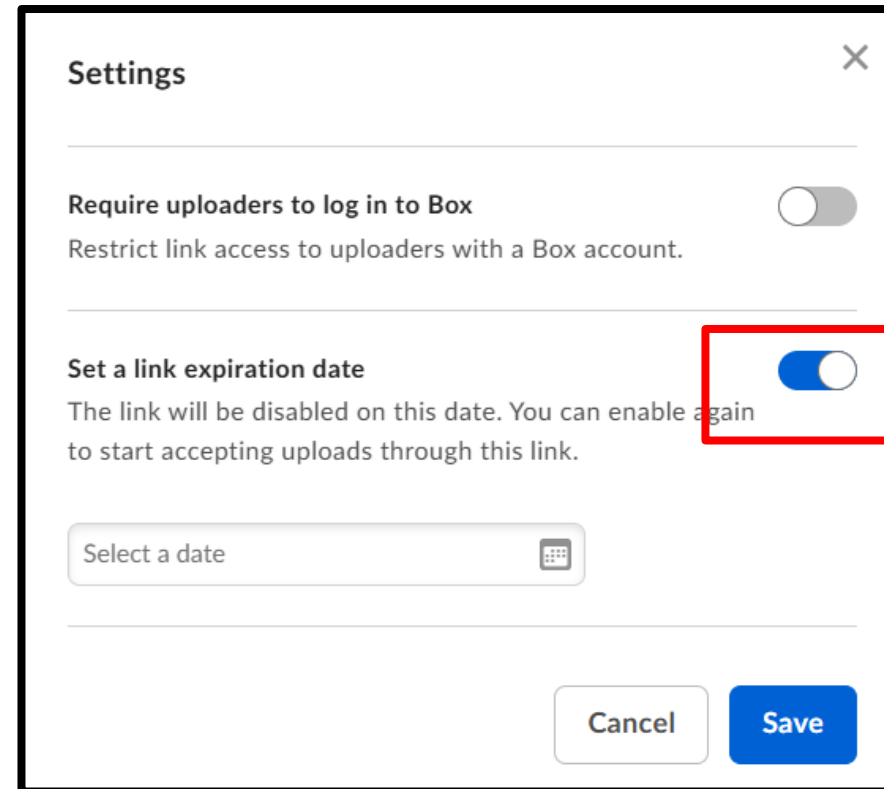 Settings
Require uploaders to log in to Box
Restrict link access to uploaders with a Box account.
Set a link expiration date
The link will be disabled on this date. You can enable again
to start accepting uploads through this link.
Select a date
Cancel Save